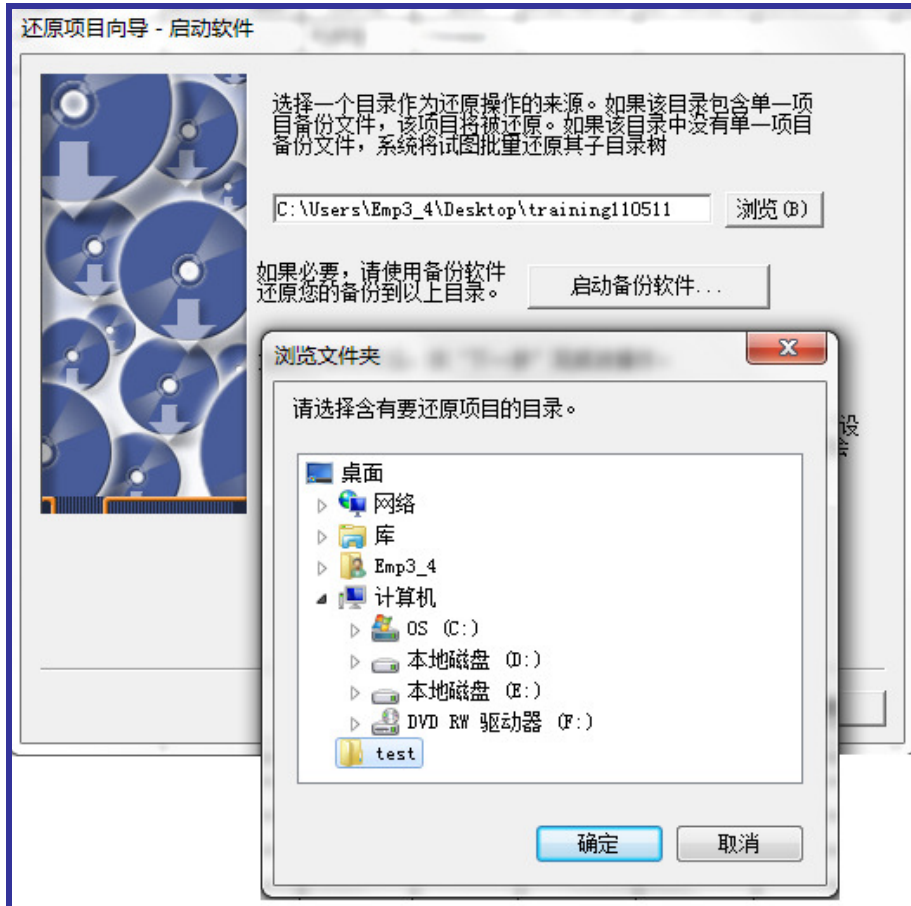 还原项目向导 - 启动软件
选择一个目录作为还原操作的来源。如果该目录包含单一项
目备份文件，该项目将被还原。如果该目录中没有单一项目
备份文件，系统将试图批量还原其子目录树
C:\Users\Emp3_4\Desktop\training110511
浏览(B)
如果必要，请使用备份软件
还原您的备份到以上目录。
启动备份软件...
浏览文件夹
请选择含有要还原项目的目录。
设
桌面
网络
库
Emp3_4
计算机
OS (C:)
本地磁盘 (D:)
本地磁盘 (E:)
DVD RW 驱动器 (F:)
test
确定
取消